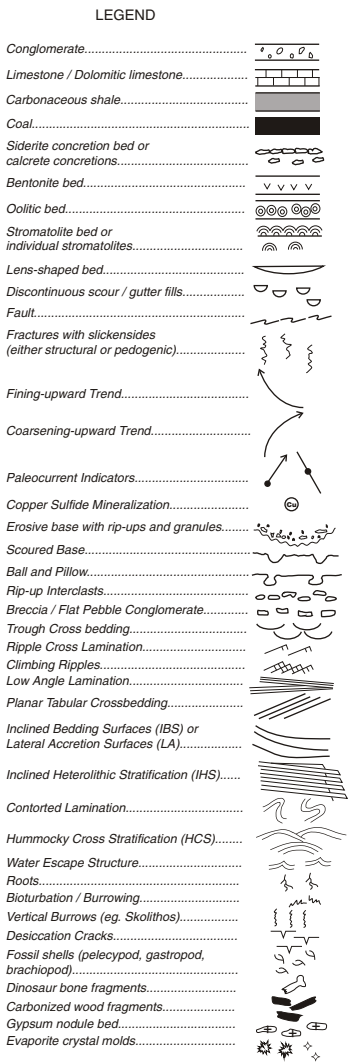 LEGEND
Conglomerate
Limestone / Dolomitic limestone
Carbonaceous shale
Coal
Siderite concretion bed or
calcrete concretions
Bentonite bed
Oolitic bed
Stromatolite bed or
individual stromatolites
Lens-shaped bed
Discontinuous scour / gutter fills
Fault
Fractures with slickensides
(either structural or pedogenic)
Fining-upward Trend
Coarsening-upward Trend
Paleocurrent Indicators
Copper Sulfide Mineralization
Cu
Erosive base with rip-ups and granules
Scoured Base
Ball and Pillow
Rip-up Interclasts
Breccia / Flat Pebble Conglomerate
Trough Cross bedding
Ripple Cross Lamination
Climbing Ripples
Low Angle Lamination
Planar Tabular Crossbedding
Inclined Bedding Surfaces (IBS) or
Lateral Accretion Surfaces (LA)
Inclined Heterolithic Stratification (IHS)
Contorted Lamination
Hummocky Cross Stratification (HCS)
Water Escape Structure
Roots
Bioturbation / Burrowing
Vertical Burrows (eg. Skolithos)
Desiccation Cracks
Fossil shells (pelecypod, gastropod,
brachiopod)
Dinosaur bone fragments
Carbonized wood fragments
Gypsum nodule bed
Evaporite crystal molds